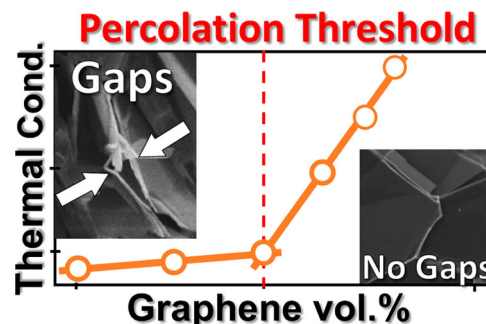 Percolation Threshold
Thermal Cond.
Gaps
No Gaps
Graphene vol.%